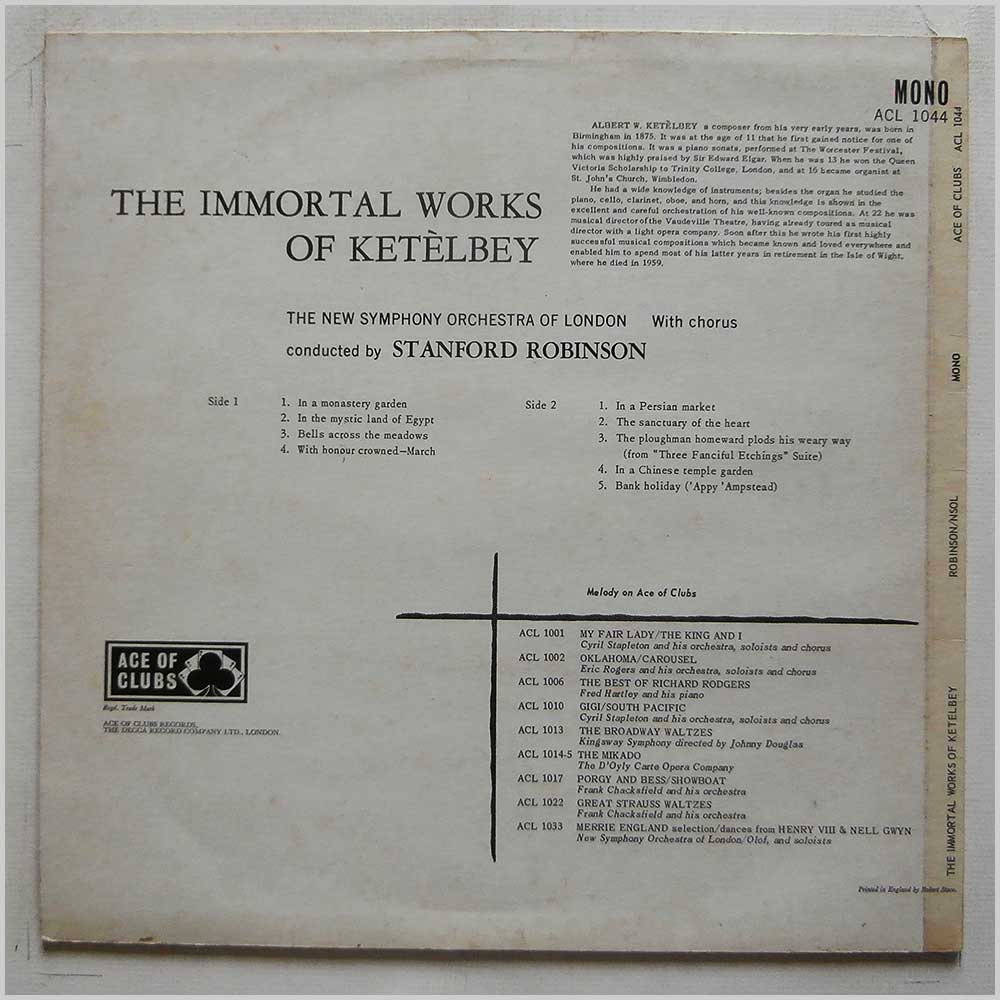 MONO
ACL 1044
ALBERT W. KETÈLBEY a composer from his very early years, was born in
Birmingham in 1875. It was at the age of 11 that he first gained notice for one of
his compositions. It was a piano sonata, performed at The Worcester Festival,
which was highly praised by Sir Edward Elgar. When he was 13 he won the Queen
Victoria Scholarship to Trinity College, London, and at 16 became organist at
St. John's Church, Wimbledon.
He had a wide knowledge of instruments; besides the organ he studied the
piano, cello, clarinet, oboe, and horn, and this knowledge is shown in the
excellent and careful orchestration of his well-known compositions. At 22 he was
musical director of the Vaudeville Theatre, having already toured as musical
director with a light opera company. Soon after this he wrote his first highly
successful musical compositions which became known and loved everywhere and
enabled him to spend most of his latter years in retirement in the Isle of Wight,
where he died in 1959.
THE IMMORTAL WORKS
OF KETÈLBEY
THE NEW SYMPHONY ORCHESTRA OF LONDON With chorus
conducted by STANFORD ROBINSON
Side 1
1. In a monastery garden
2. In the mystic land of Egypt
3. Bells across the meadows
4. With honour crowned—March
Side 2
1. In a Persian market
2. The sanctuary of the heart
3. The ploughman homeward plods his weary way
(from "Three Fanciful Etchings" Suite)
4. In a Chinese temple garden
5. Bank holiday ('Appy 'Ampstead)
Melody on Ace of Clubs
ACL 1001 MY FAIR LADY/THE KING AND I
Cyril Stapleton and his orchestra, soloists and chorus
ACL 1002 OKLAHOMA/CAROUSEL
Eric Rogers and his orchestra, soloists and chorus
ACL 1006 THE BEST OF RICHARD RODGERS
Fred Hartley and his piano
ACL 1010 GIGI/SOUTH PACIFIC
Cyril Stapleton and his orchestra, soloists and chorus
ACL 1013 THE BROADWAY WALTZES
Kingsway Symphony directed by Johnny Douglas
ACL 1014-5 THE MIKADO
The D'Oyly Carte Opera Company
ACL 1017 PORGY AND BESS/SHOWBOAT
Frank Chacksfield and his orchestra
ACL 1022 GREAT STRAUSS WALTZES
Frank Chacksfield and his orchestra
ACL 1033 MERRIE ENGLAND selection/dances from HENRY VIII & NELL GWYN
New Symphony Orchestra of London/Olof, and soloists
ACE OF
CLUBS
Regd. Trade Mark
ACE OF CLUBS RECORDS,
THE DECCA RECORD COMPANY LTD., LONDON.
Printed in England by Robert Stace.
THE IMMORTAL WORKS OF KETELBEY ROBINSON/NSOL MONO ACE OF CLUBS ACL 1044